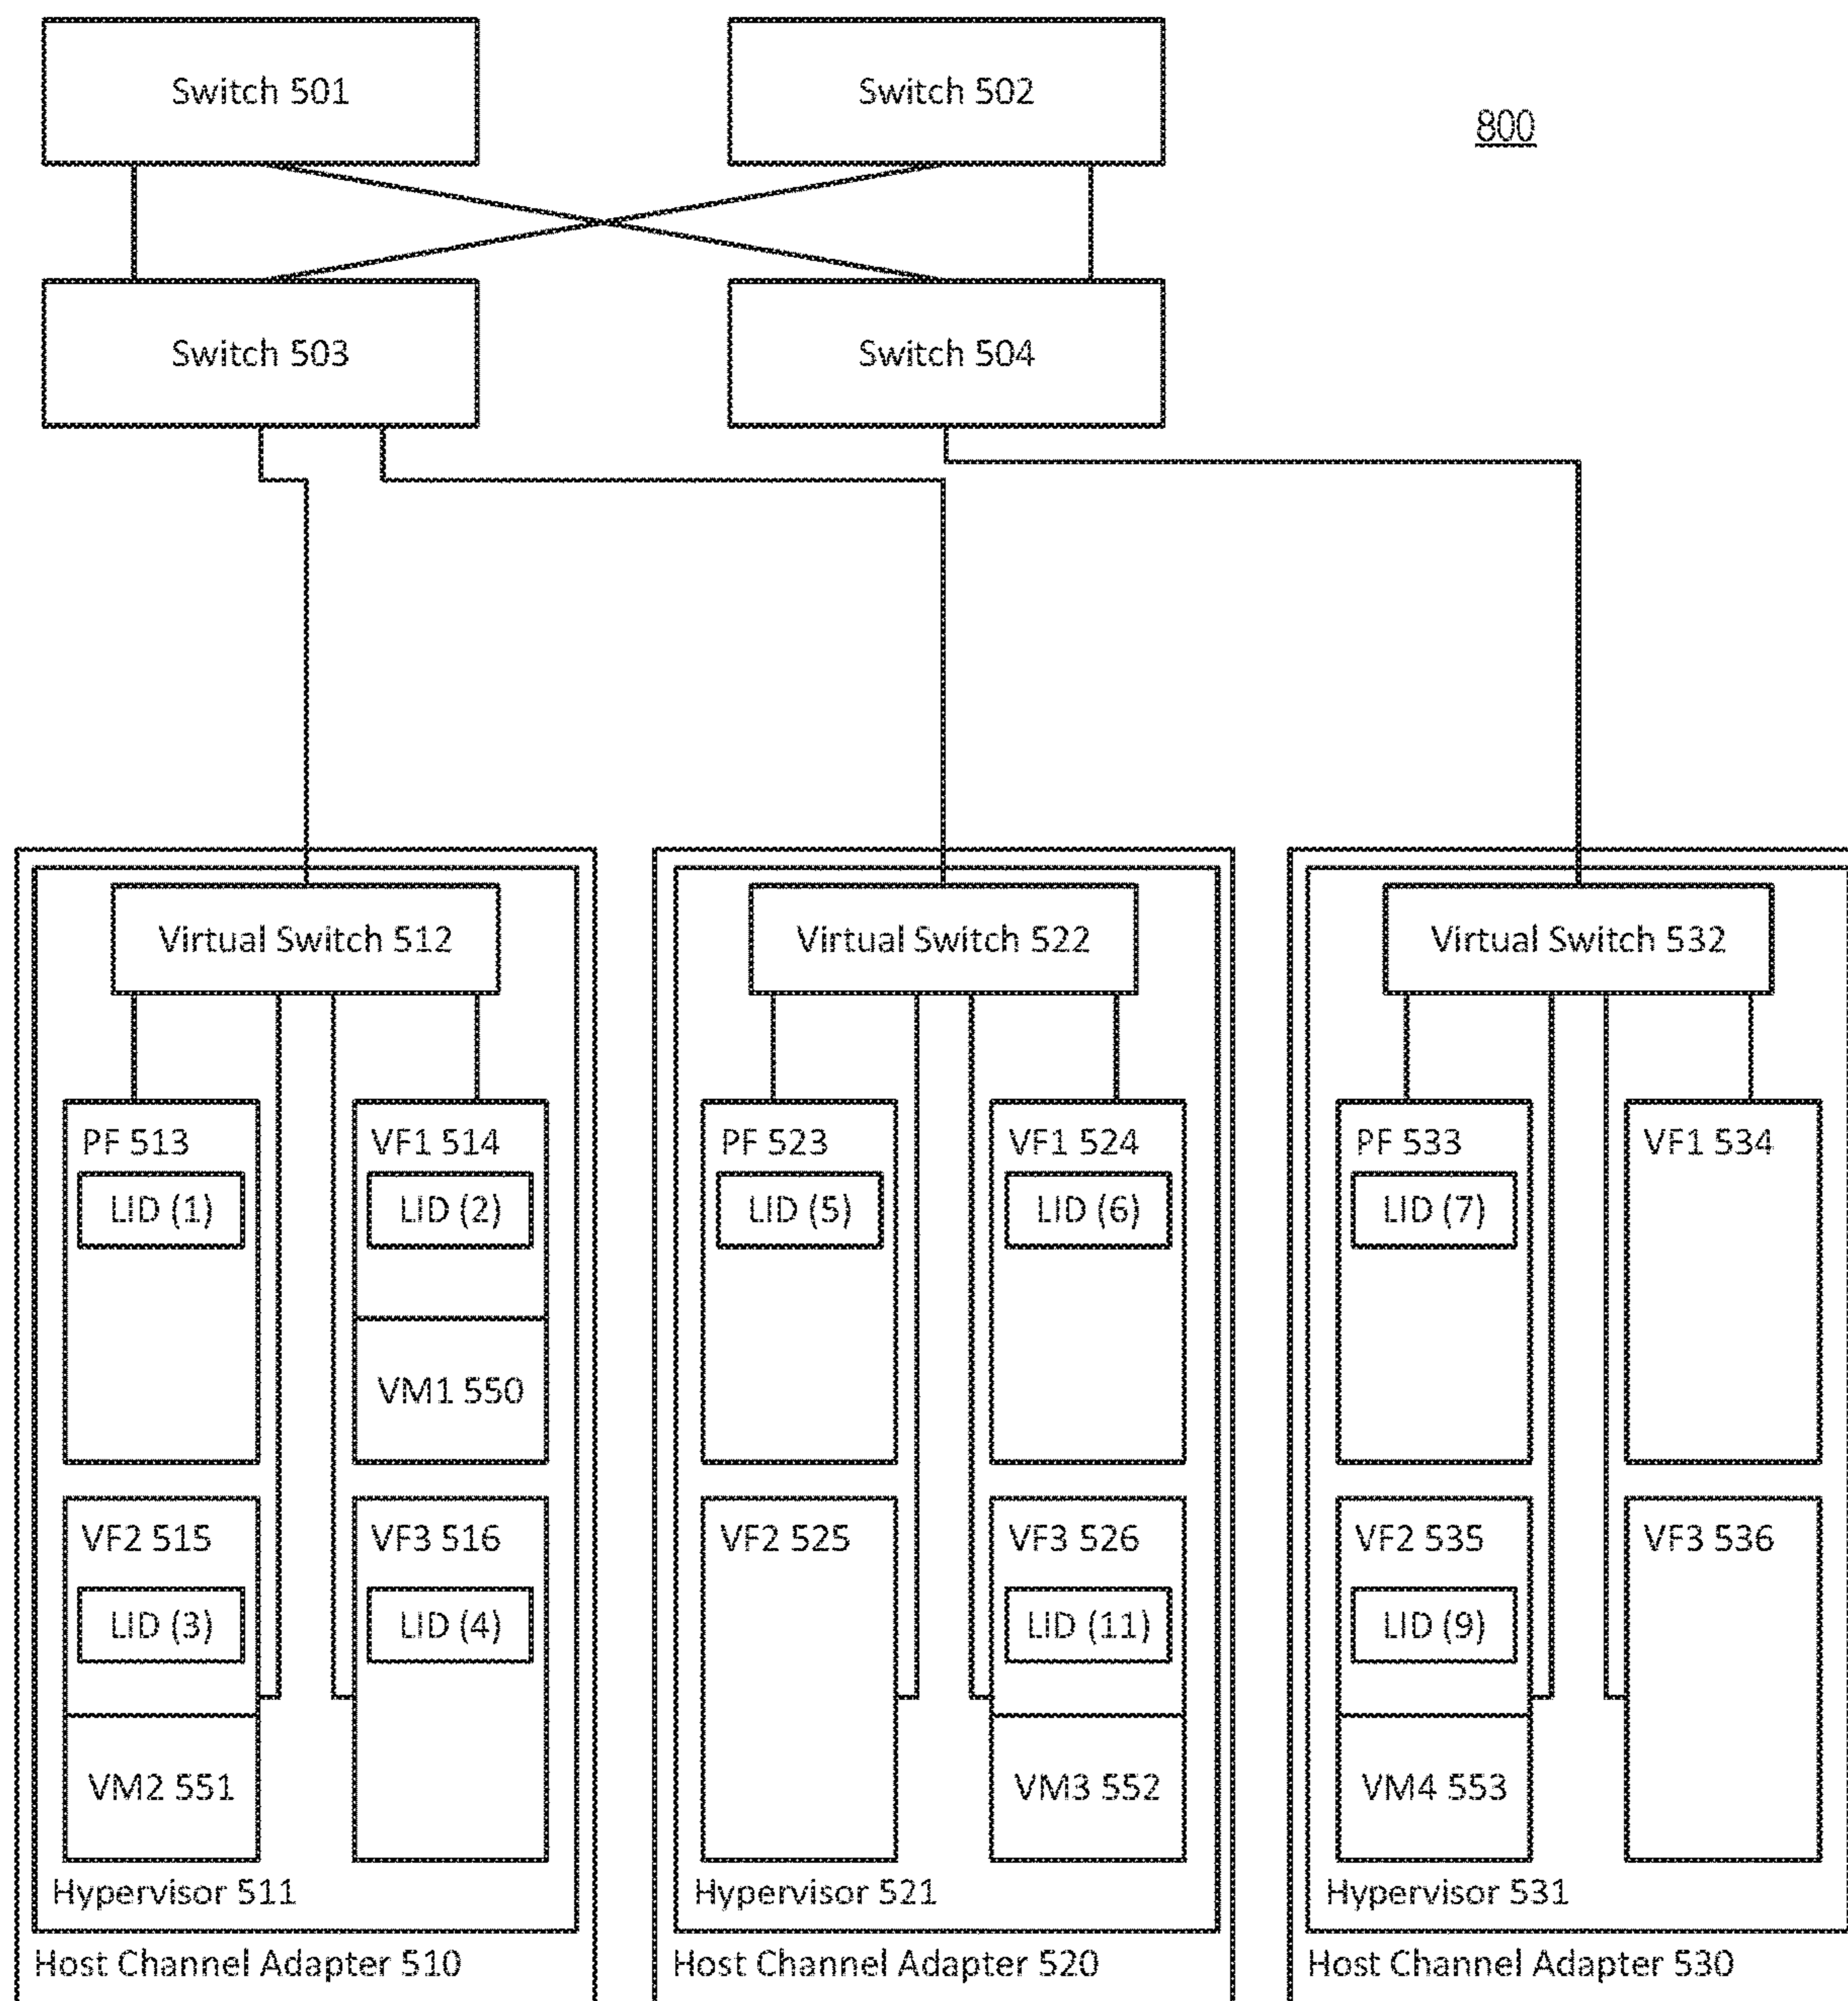 Switch 501
Switch 502
800
Switch 503
Switch 504
Virtual Switch 512
Virtual Switch 522
Virtual Switch 532
PF 513
LID (1)
VF1 514
LID (2)
VM1 550
PF 523
LID (5)
VF1 524
LID (6)
PF 533
LID (7)
VF1 534
VF2 515
LID (3)
VM2 551
VF3 516
LID (4)
VF2 525
VF3 526
LID (11)
VM3 552
VF2 535
LID (9)
VM4 553
VF3 536
Hypervisor 511
Hypervisor 521
Hypervisor 531
Host Channel Adapter 510
Host Channel Adapter 520
Host Channel Adapter 530